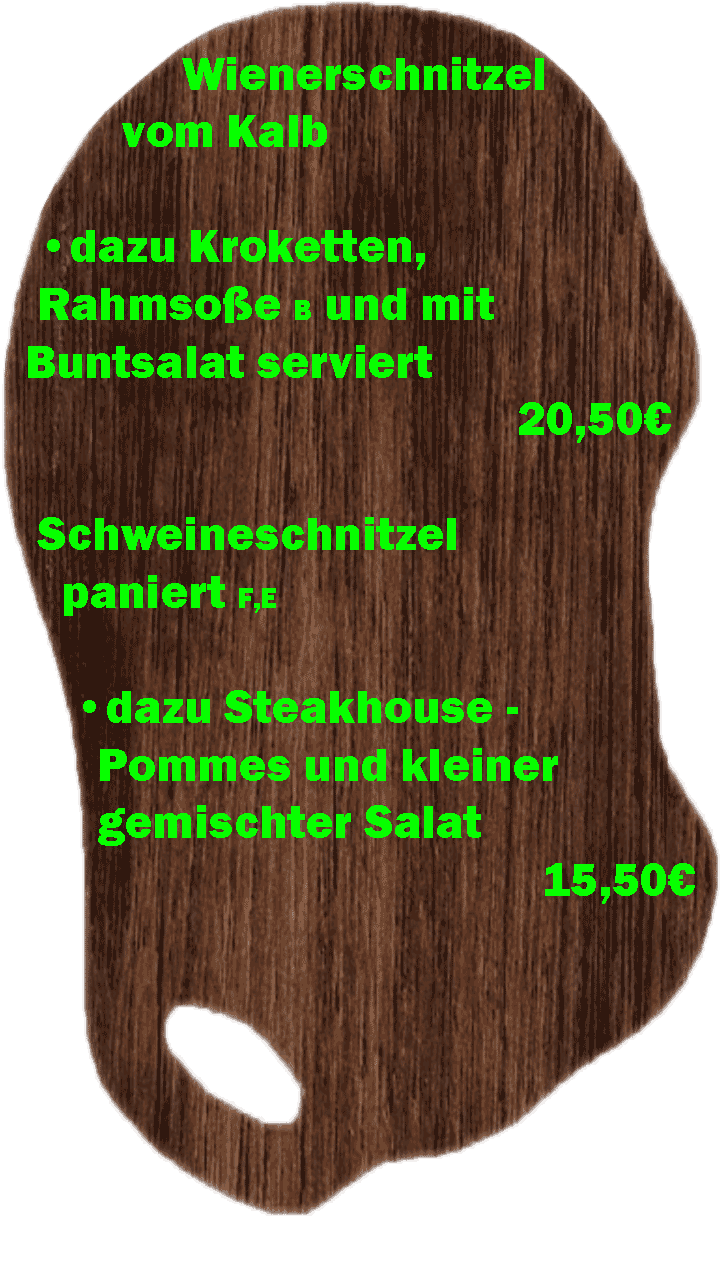 Wienerschnitzel
vom Kalb
• dazu Kroketten,
Rahmsoße B und mit
Buntsalat serviert
20,50€
Schweineschnitzel
paniert F,E
• dazu Steakhouse -
Pommes und kleiner
gemischter Salat
15,50€